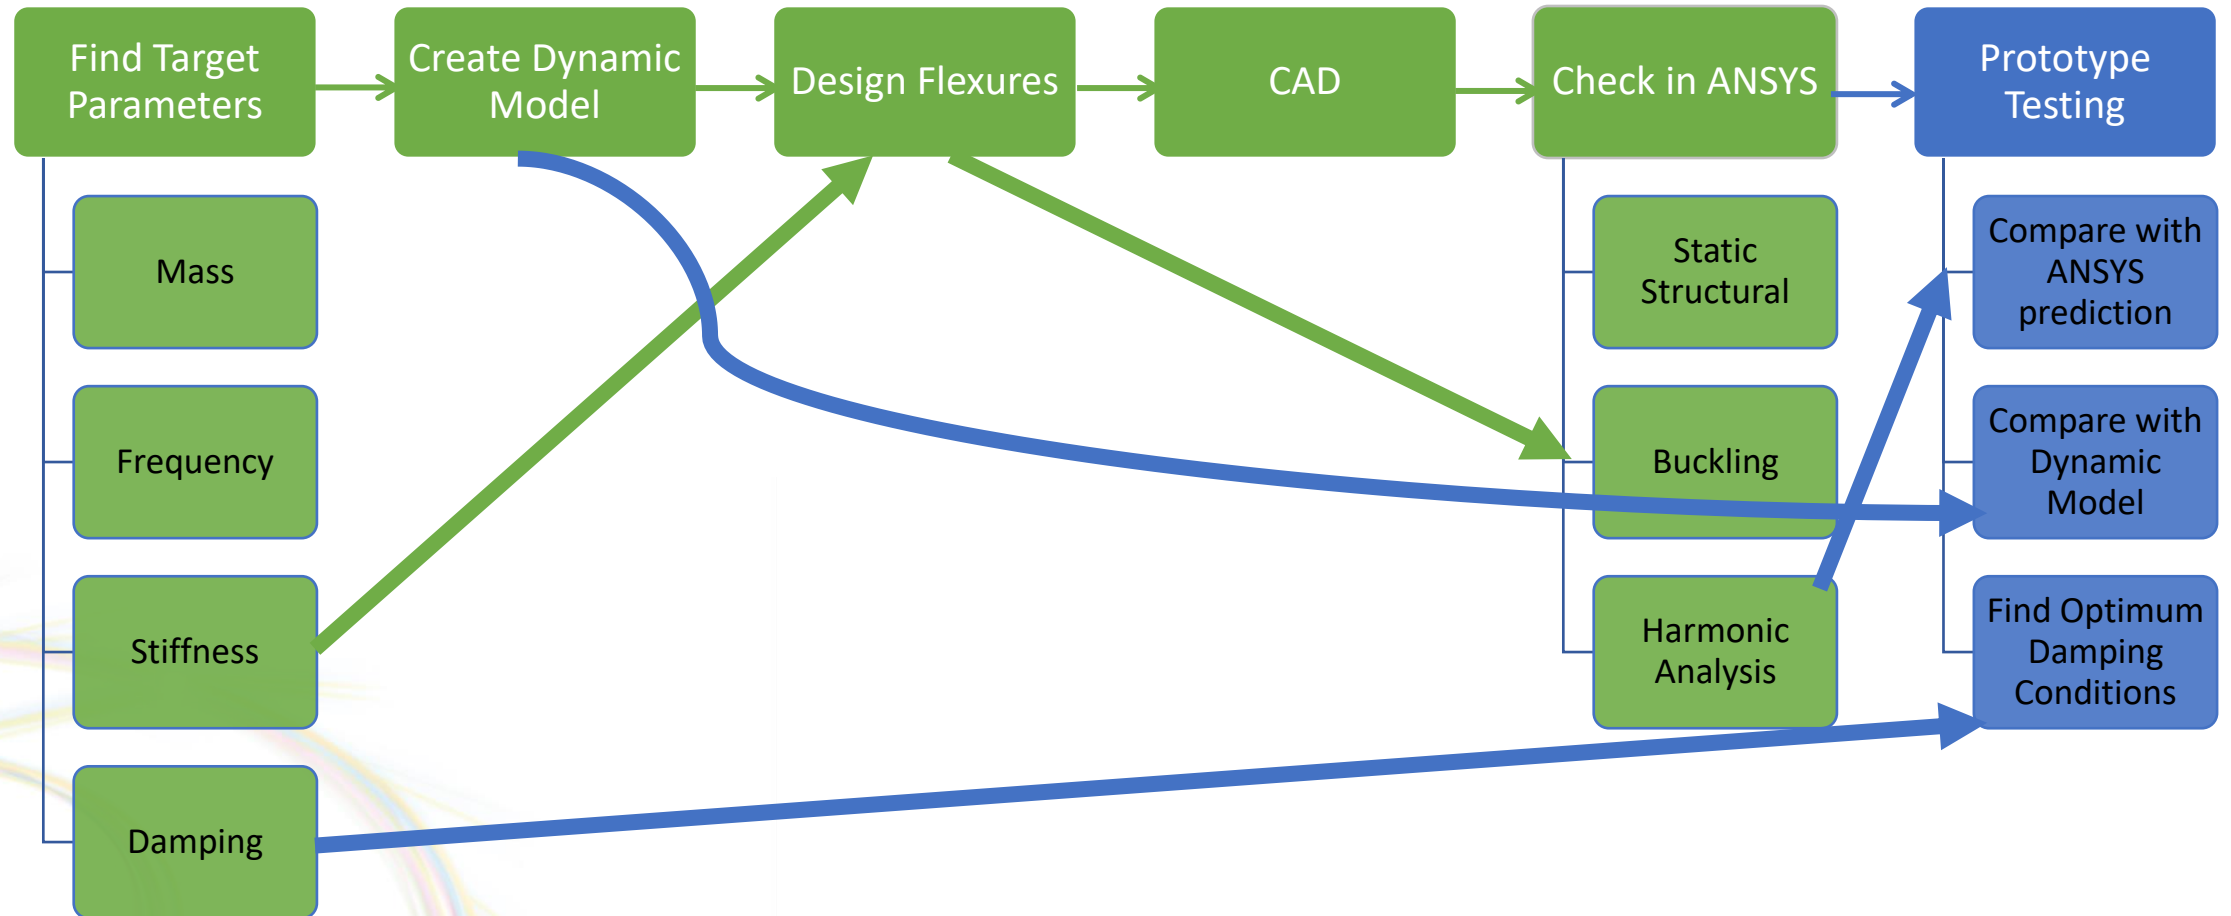 Find Target
Parameters
Create Dynamic
Model
Design Flexures
CAD
Check in ANSYS
Prototype
Testing
Mass
Frequency
Stiffness
Damping
Static
Structural
Buckling
Harmonic
Analysis
Compare with
ANSYS
prediction
Compare with
Dynamic
Model
Find Optimum
Damping
Conditions